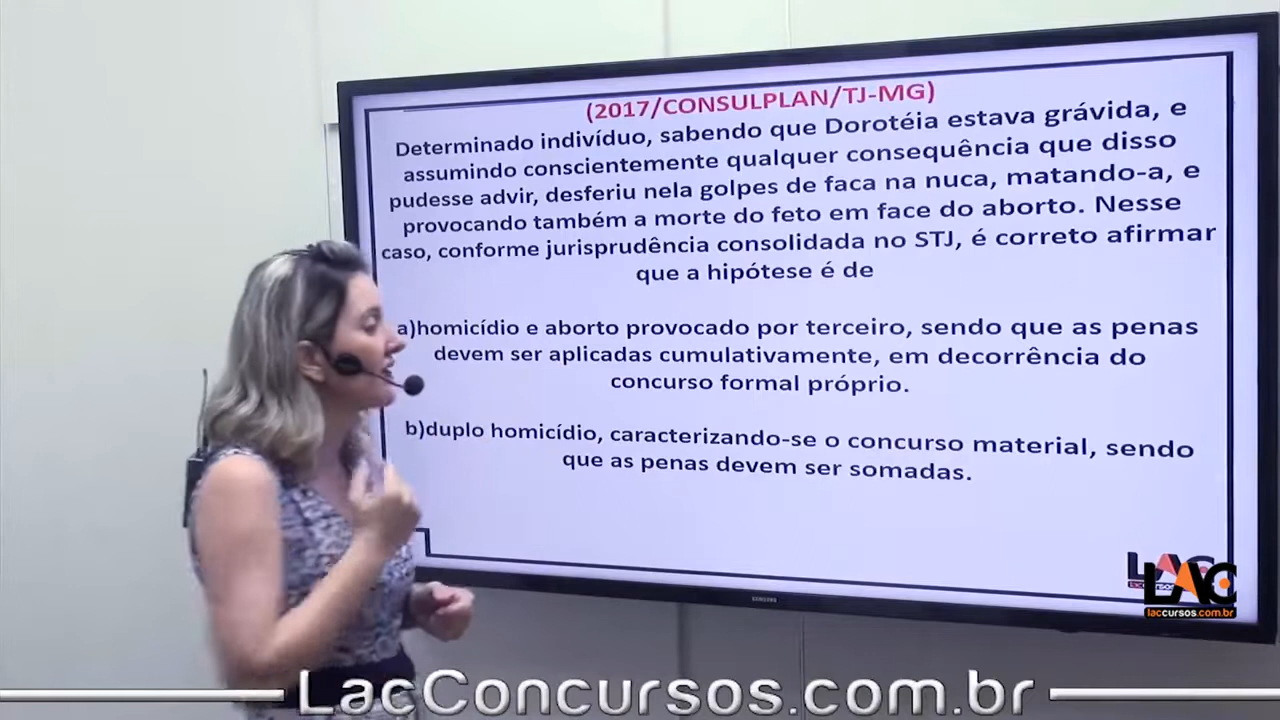 (2017/CONSULPLAN/TJ-MG)
Determinado indivíduo, sabendo que Dorotéia estava grávida, e
assumindo conscientemente qualquer consequência que disso
pudesse advir, desferiu nela golpes de faca na nuca, matando-a, e
provocando também a morte do feto em face do aborto. Nesse
caso, conforme jurisprudência consolidada no STJ, é correto afirmar
que a hipótese é de
a)homicídio e aborto provocado por terceiro, sendo que as penas
devem ser aplicadas cumulativamente, em decorrência do
concurso formal próprio.
b)duplo homicídio, caracterizando-se o concurso material, sendo
que as penas devem ser somadas.
LAC
laccursos.com.br
SAMSUNG
LacConcursos.com.br